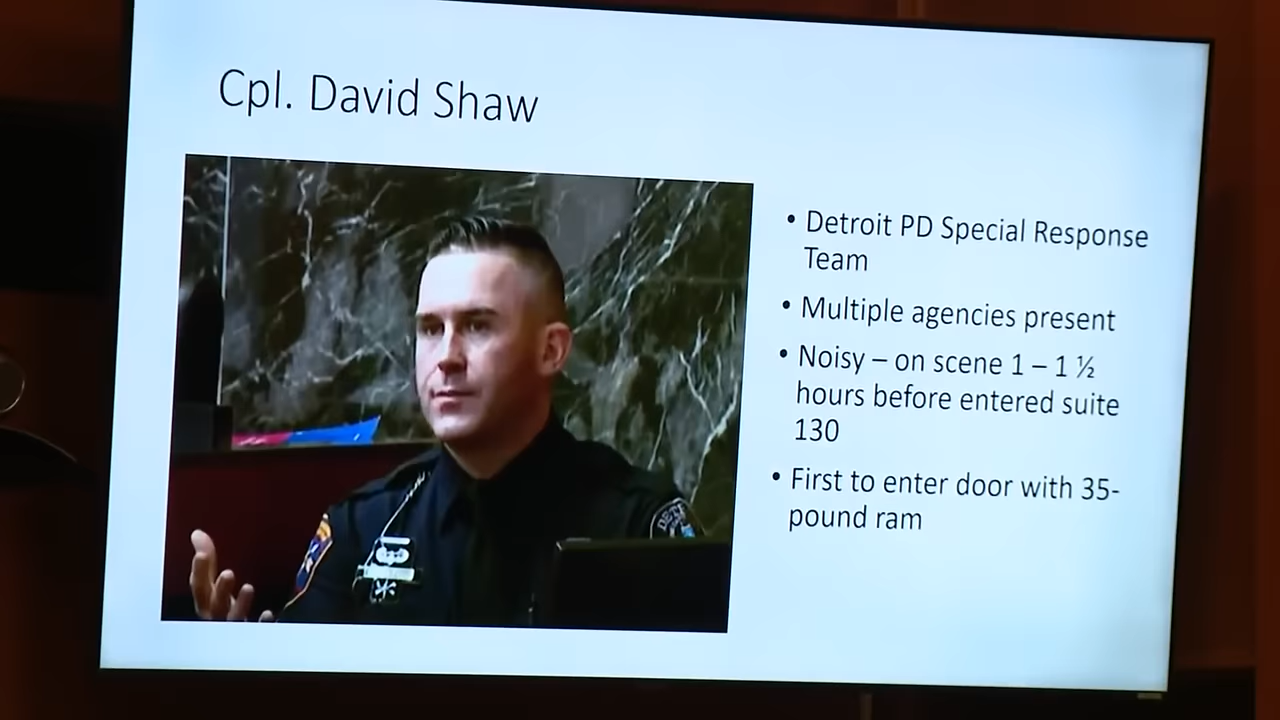 Cpl. David Shaw
• Detroit PD Special Response
Team
• Multiple agencies present
• Noisy – on scene 1 – 1 ½
hours before entered suite
130
• First to enter door with 35-
pound ram